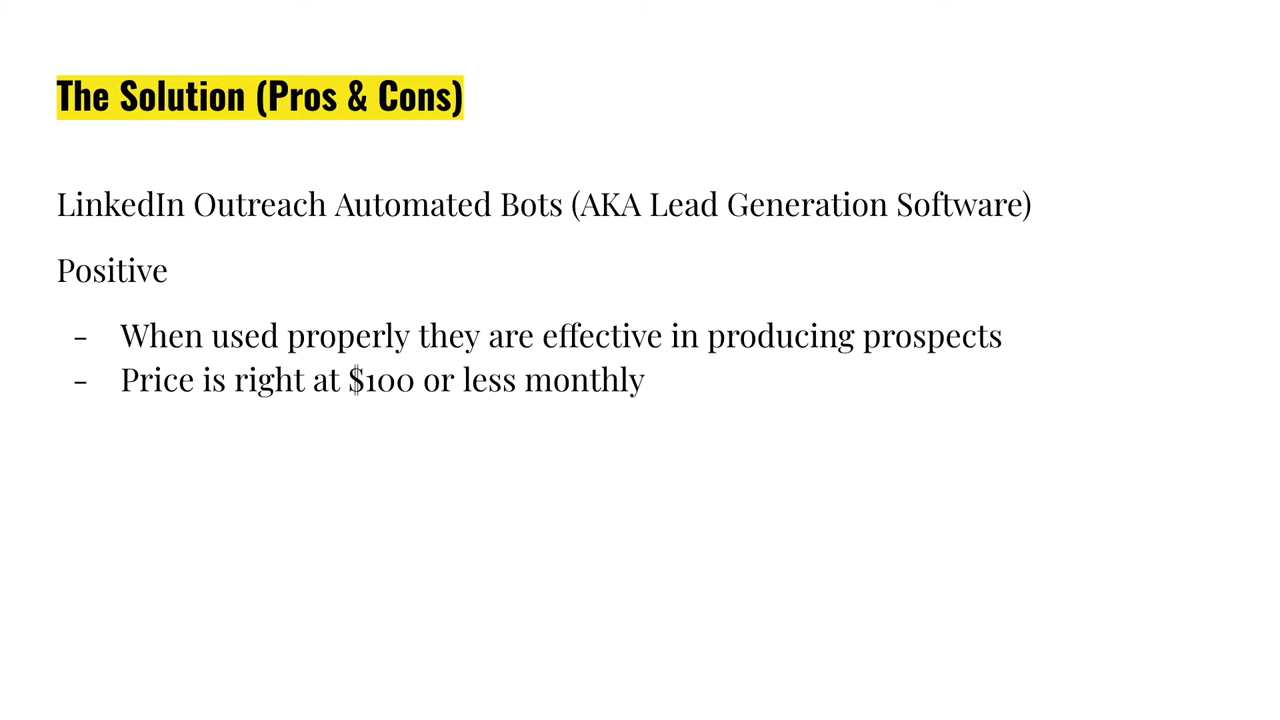 The Solution (Pros & Cons)
LinkedIn Outreach Automated Bots (AKA Lead Generation Software)
Positive
- When used properly they are effective in producing prospects
- Price is right at $100 or less monthly